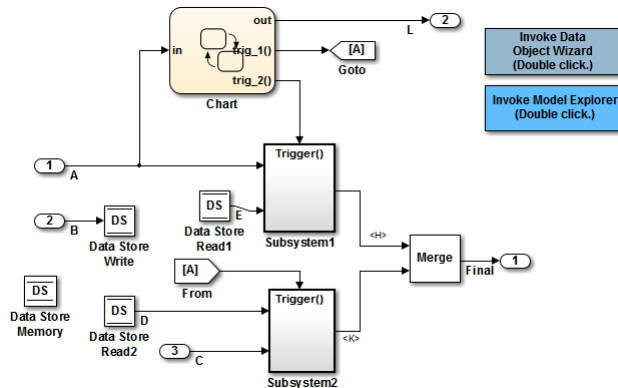 out
2
L
in
trig_1()
[A]
Goto
trig_2()
Chart
Invoke Data
Object Wizard
(Double click.)
Invoke Model Explorer
(Double click.)
1
A
Trigger()
DS
E
Data Store
Read1
Subsystem1
2
B
DS
Data Store
Write
<H>
Merge
Final
1
[A]
From
Trigger()
DS
Data Store
Memory
DS
D
Data Store
Read2
<K>
3
C
Subsystem2